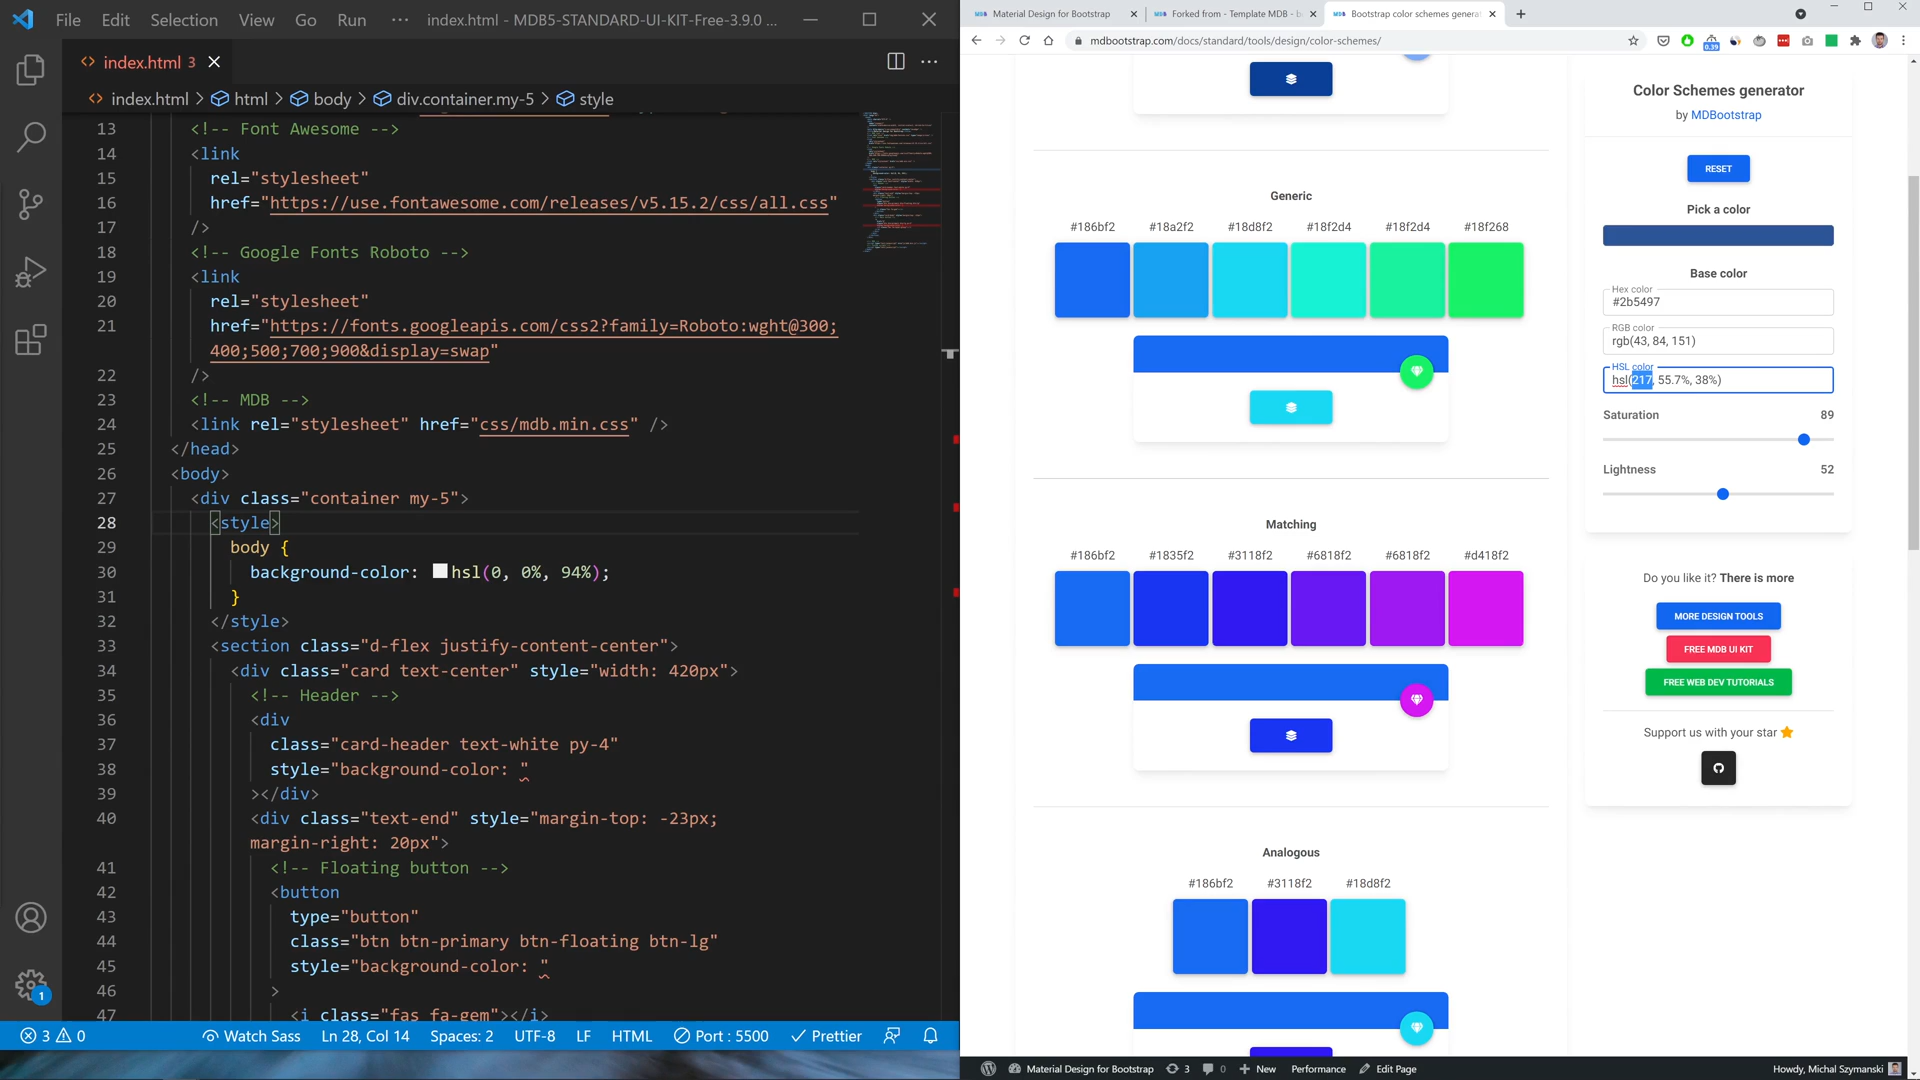 File Edit Selection View Go Run ··· index.html - MDB5-STANDARD-UI-KIT-Free-3.9.0 ...
index.html 3
index.html > html > body > div.container.my-5 > style
13 <!-- Font Awesome -->
14 <link
15 rel="stylesheet"
16 href="https://use.fontawesome.com/releases/v5.15.2/css/all.css"
17 />
18 <!-- Google Fonts Roboto -->
19 <link
20 rel="stylesheet"
21 href="https://fonts.googleapis.com/css2?family=Roboto:wght@300;
400;500;700;900&display=swap"
22 />
23 <!-- MDB -->
24 <link rel="stylesheet" href="css/mdb.min.css" />
25 </head>
26 <body>
27 <div class="container my-5">
28 <style>
29 body {
30 background-color: hsl(0, 0%, 94%);
31 }
32 </style>
33 <section class="d-flex justify-content-center">
34 <div class="card text-center" style="width: 420px">
35 <!-- Header -->
36 <div
37 class="card-header text-white py-4"
38 style="background-color: "
39 ></div>
40 <div class="text-end" style="margin-top: -23px;
margin-right: 20px">
41 <!-- Floating button -->
42 <button
43 type="button"
44 class="btn btn-primary btn-floating btn-lg"
45 style="background-color: "
46 >
47 <i class="fas fa-gem"></i>
1
3 0 Watch Sass Ln 28, Col 14 Spaces: 2 UTF-8 LF HTML Port : 5500 Prettier
Material Design for Bootstrap
Forked from - Template MDB - b
Bootstrap color schemes genera
mdbootstrap.com/docs/standard/tools/design/color-schemes/
0.39
Generic
#186bf2 #18a2f2 #18d8f2 #18f2d4 #18f2d4 #18f268
Matching
#186bf2 #1835f2 #3118f2 #6818f2 #6818f2 #d418f2
Analogous
#186bf2 #3118f2 #18d8f2
Color Schemes generator
by MDBootstrap
RESET
Pick a color
Base color
Hex color
#2b5497
RGB color
rgb(43, 84, 151)
HSL color
hsl(217, 55.7%, 38%)
Saturation 89
Lightness 52
Do you like it? There is more
MORE DESIGN TOOLS
FREE MDB UI KIT
FREE WEB DEV TUTORIALS
Support us with your star
Material Design for Bootstrap 3 0 New Performance Edit Page Howdy, Michal Szymanski